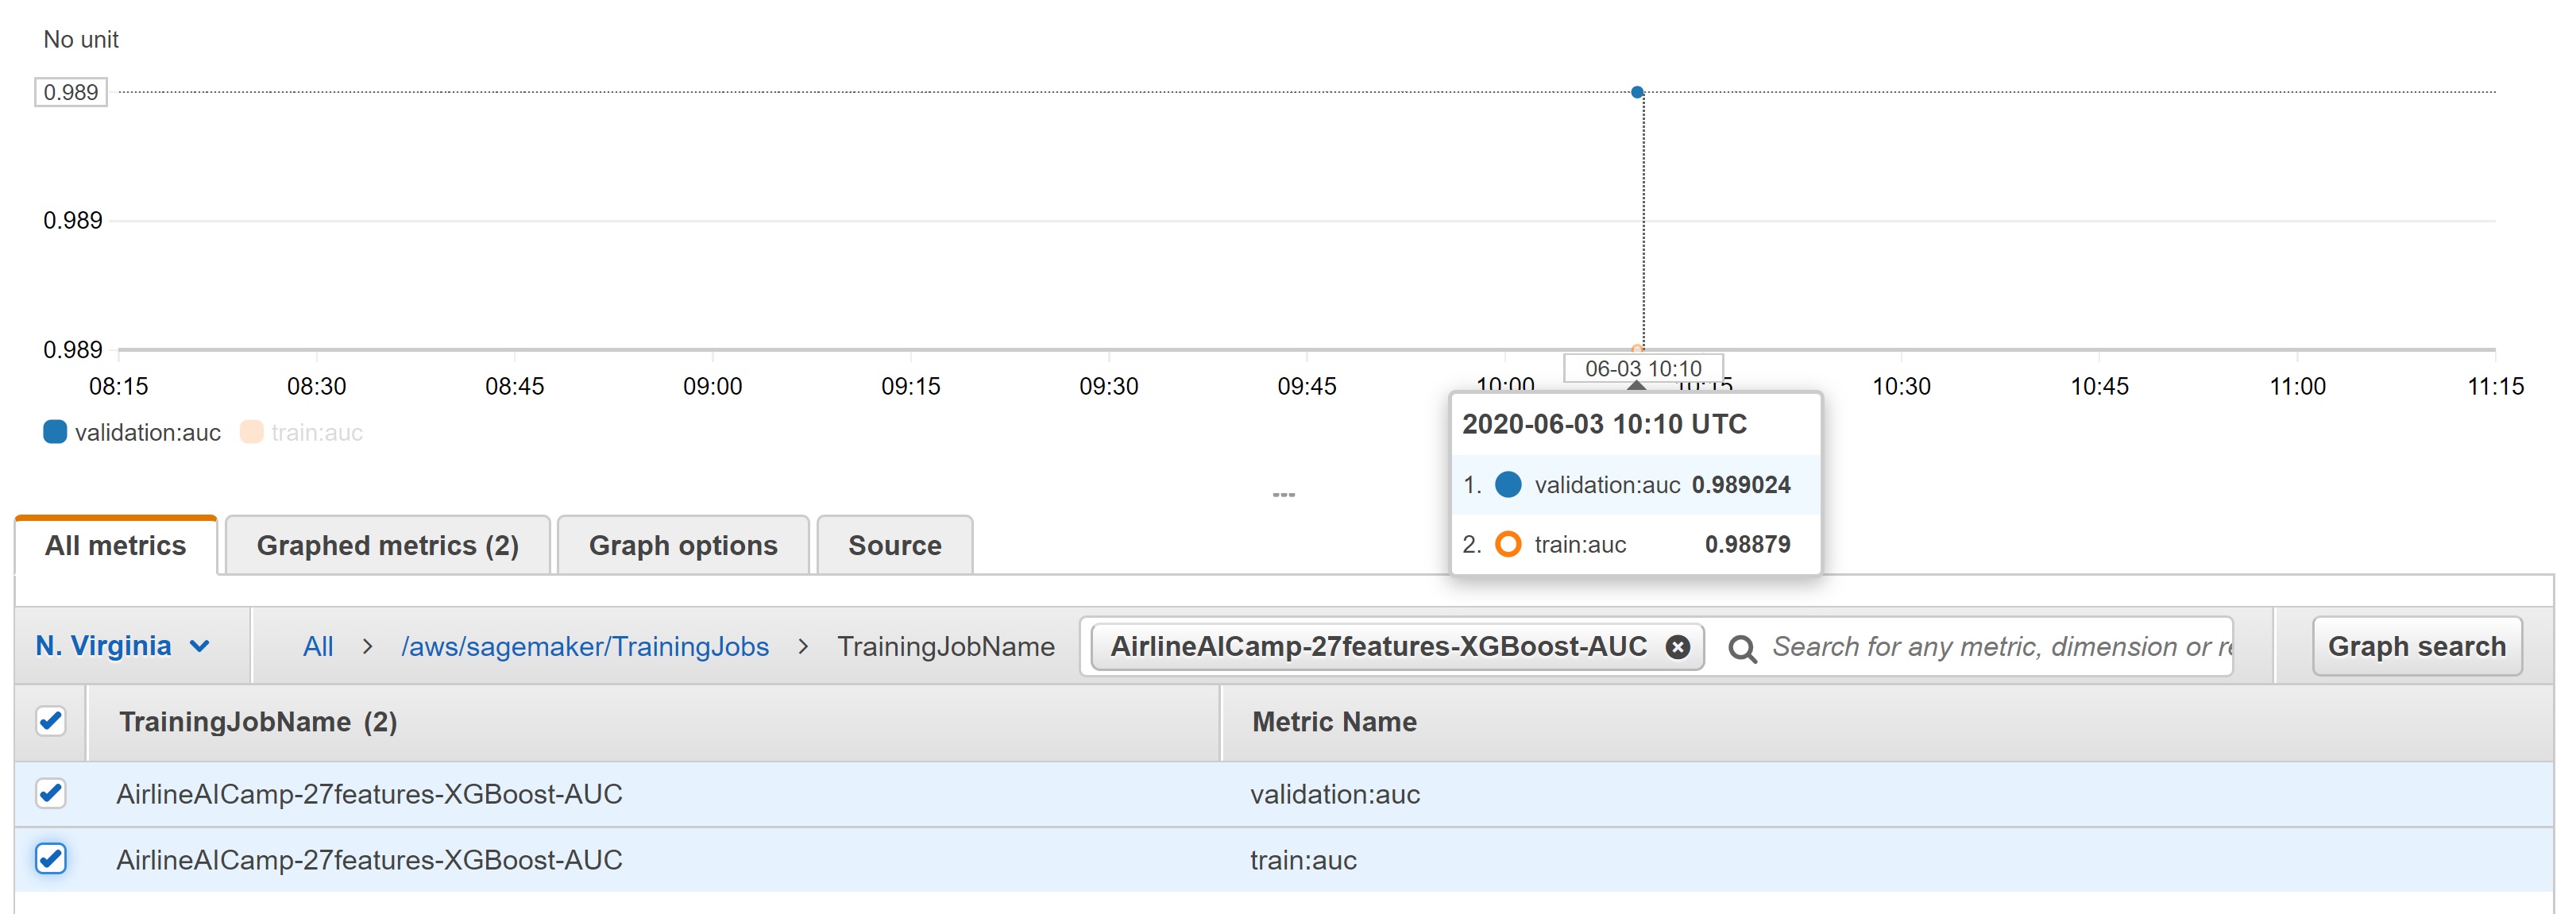 No unit
0.989
0.989
0.989
08:15 08:30 08:45 09:00 09:15 09:30 09:45 10:00 10:15 10:30 10:45 11:00 11:15
06-03 10:10
validation:auc train:auc
2020-06-03 10:10 UTC
1. validation:auc 0.989024
2. train:auc 0.98879
All metrics Graphed metrics (2) Graph options Source
N. Virginia All > /aws/sagemaker/TrainingJobs > TrainingJobName AirlineAICamp-27features-XGBoost-AUC Search for any metric, dimension or re Graph search
TrainingJobName (2) Metric Name
AirlineAICamp-27features-XGBoost-AUC validation:auc
AirlineAICamp-27features-XGBoost-AUC train:auc